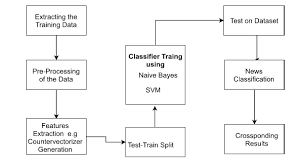 Extracting the
Training Data
Pre-Processing
of the Data
Features
Extraction e.g
Countervectorizer
Generation
Test-Train Split
Classifier Traing
using
Naive Bayes
SVM
Test on Dataset
News
Classification
Crossponding
Results